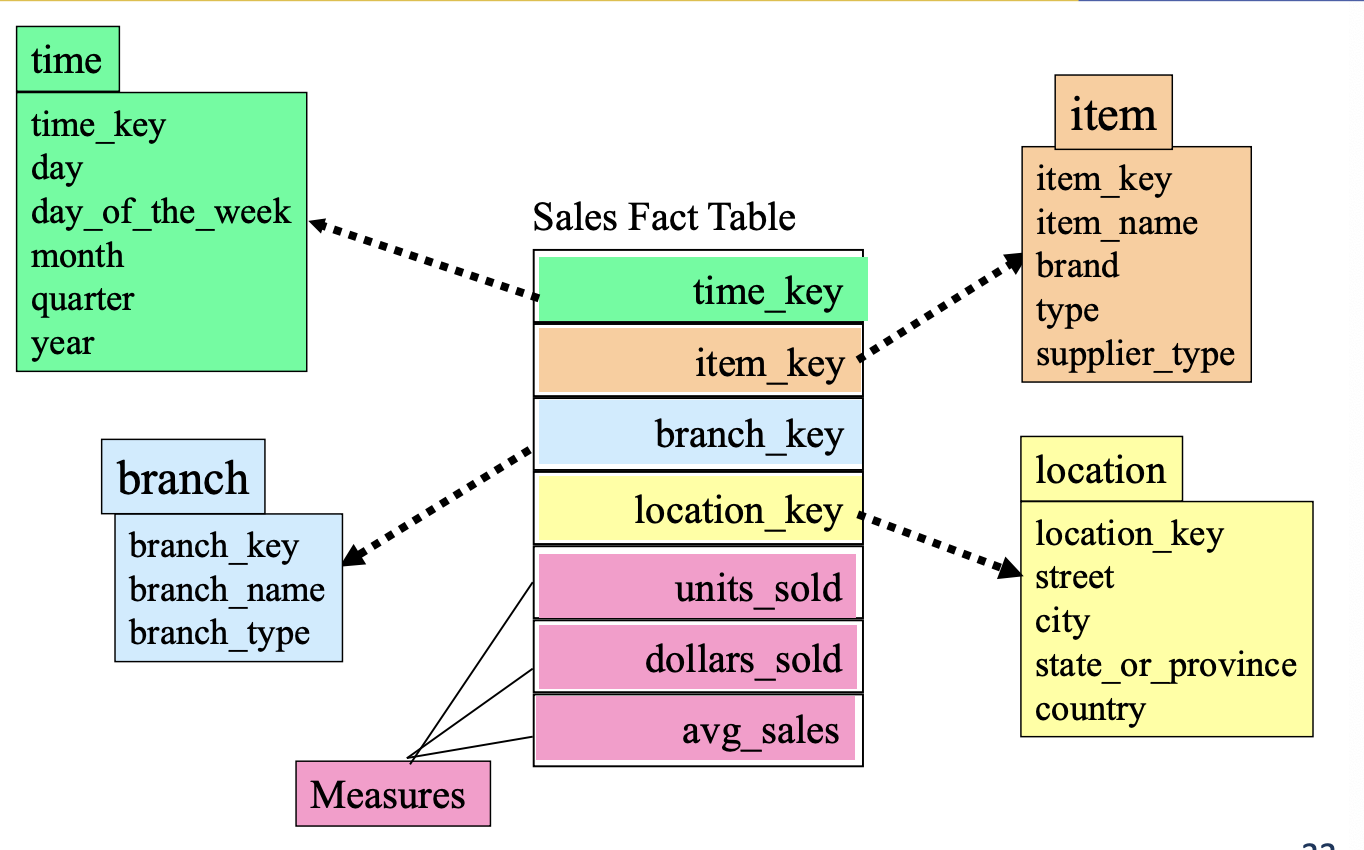 time
time_key
day
day_of_the_week
month
quarter
year
item
item_key
item_name
brand
type
supplier_type
Sales Fact Table
time_key
item_key
branch_key
location_key
units_sold
dollars_sold
avg_sales
branch
branch_key
branch_name
branch_type
location
location_key
street
city
state_or_province
country
Measures